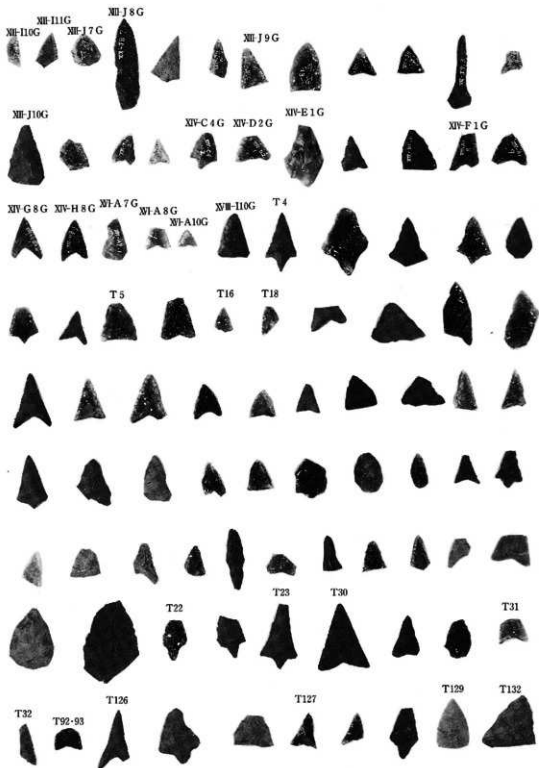 XIII-I10G
XIII-I11G
XIII-J7G
XIII-J8G
XIII-J9G
XIII-J10G
XIV-C4G
XIV-D2G
XIV-E1G
XIV-F1G
XIV-G8G
XIV-H8G
XVI-A7G
XVI-A8G
XVI-A10G
XVIII-I10G
T4
T5
T16
T18
T22
T23
T30
T31
T32
T92・93
T126
T127
T129
T132